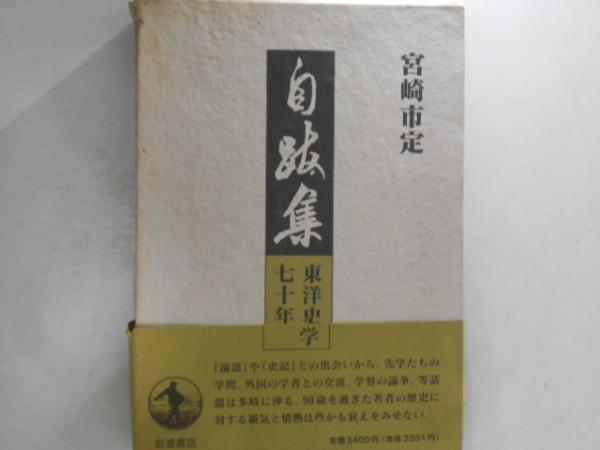 宮崎市定
自跋集
東洋史学
七十年
『論語』や『史記』との出会いから、先学たちの
学問、外国の学者との交流、学界の論争、等話
題は多岐に渉る。90歳を過ぎた著者の歴史に
対する覇気と情熱は些かも衰えをみせない。
岩波書店
定価3400円(本体3301円)